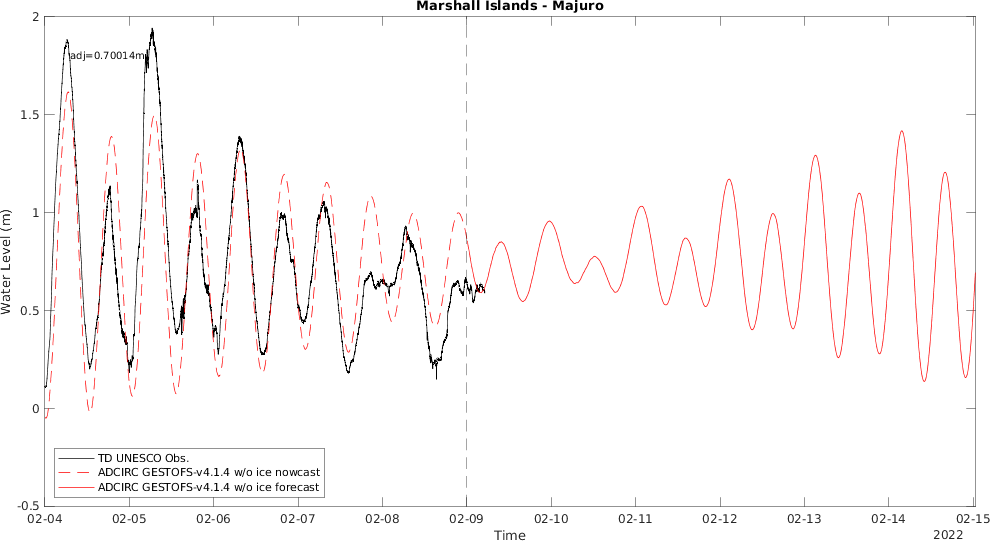 Marshall Islands - Majuro
2
adj=0.70014m
1.5
1
Water Level (m)
0.5
0
-0.5
TD UNESCO Obs.
ADCIRC GESTOFS-v4.1.4 w/o ice nowcast
ADCIRC GESTOFS-v4.1.4 w/o ice forecast
02-04 02-05 02-06 02-07 02-08 02-09 02-10 02-11 02-12 02-13 02-14 02-15
Time
2022